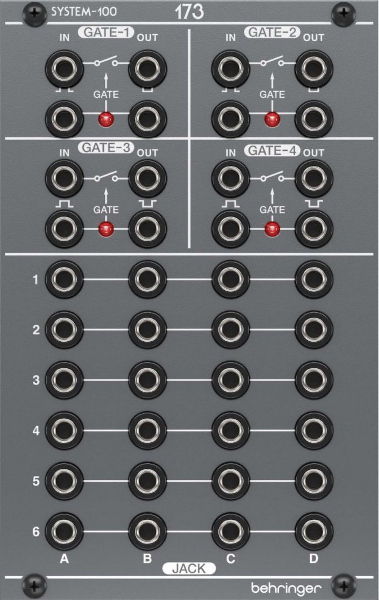 SYSTEM-100 173
IN GATE-1 OUT
GATE
IN GATE-2 OUT
GATE
IN GATE-3 OUT
GATE
IN GATE-4 OUT
GATE
1
2
3
4
5
6
A B C D
JACK
behringer